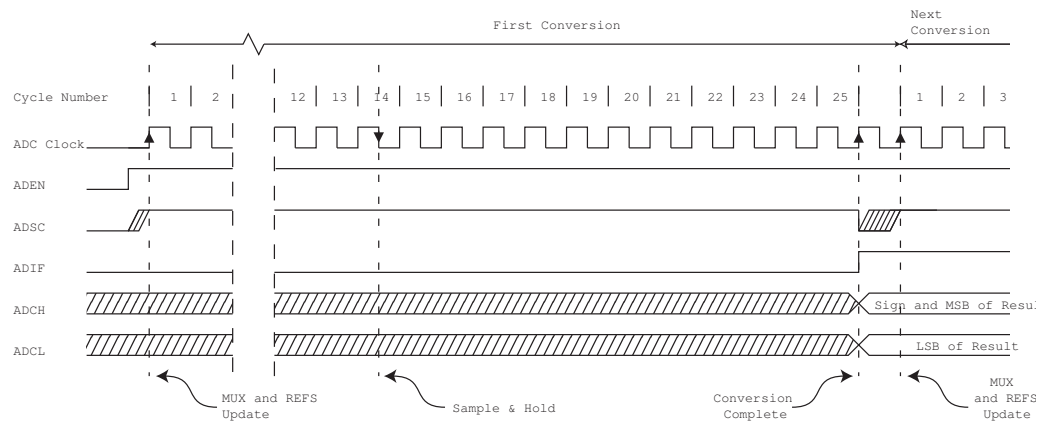 First Conversion
Next
Conversion
Cycle Number 1 2 12 13 14 15 16 17 18 19 20 21 22 23 24 25 1 2 3
ADC Clock
ADEN
ADSC
ADIF
ADCH Sign and MSB of Resu
ADCL LSB of Result
MUX and REFS
Update
Sample & Hold
Conversion
Complete
MUX
and REFS
Update